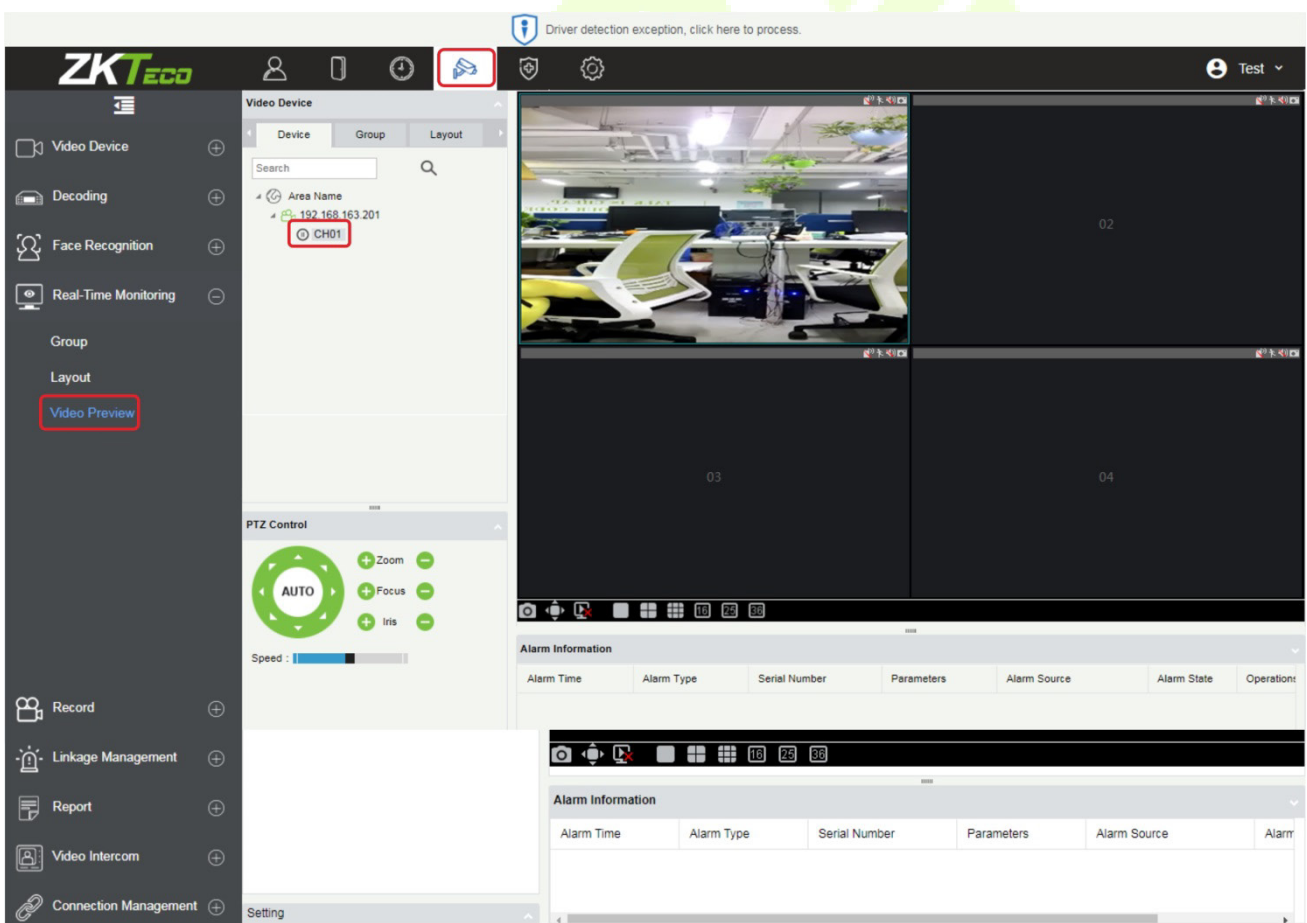 Driver detection exception, click here to process.
ZKTECO
Test
Video Device
Decoding
Face Recognition
Real-Time Monitoring
Group
Layout
Video Preview
Record
Linkage Management
Report
Video Intercom
Connection Management
Video Device
Device Group Layout
Search
Area Name
192.168.163.201
CH01
PTZ Control
AUTO
Zoom
Focus
Iris
Speed :
Setting
02
03
04
16 25 36
Alarm Information
Alarm Time Alarm Type Serial Number Parameters Alarm Source Alarm State Operations
16 25 36
Alarm Information
Alarm Time Alarm Type Serial Number Parameters Alarm Source Alarm